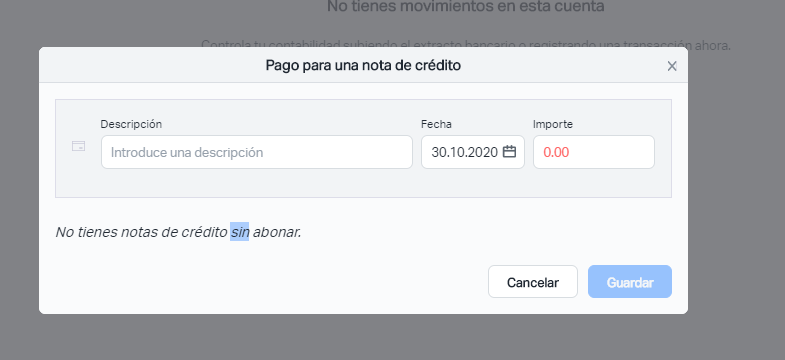 No tienes movimientos en esta cuenta
Controla tu contabilidad subiendo el extracto bancario o registrando una transacción ahora.
Pago para una nota de crédito
Descripción Fecha Importe
Introduce una descripción 30.10.2020 0.00
No tienes notas de crédito sin abonar.
Cancelar Guardar